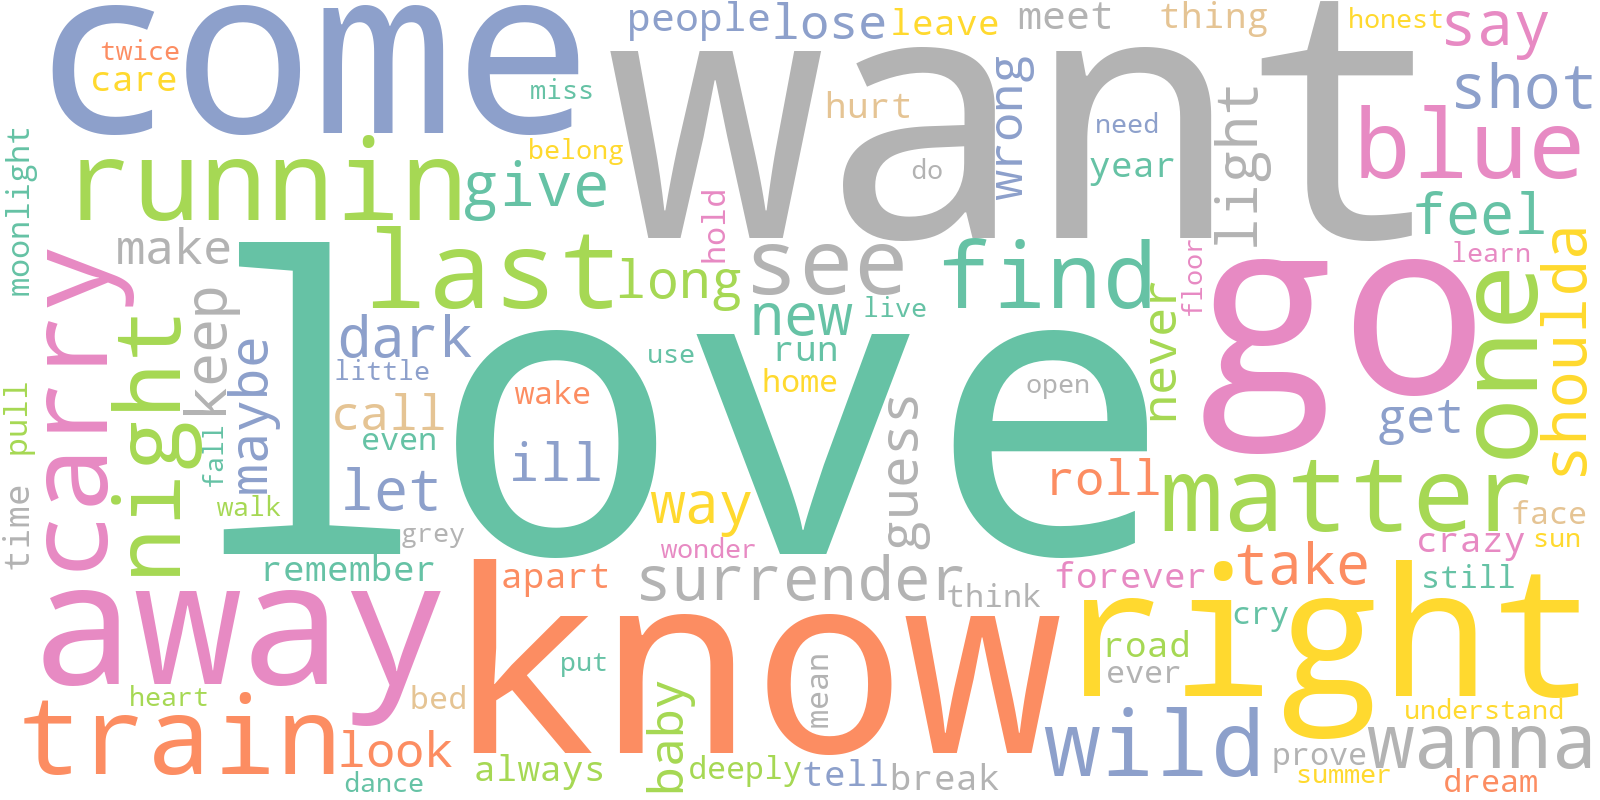 come
want
people
lose
leave
meet
thing
honest
say
twice
care
miss
shot
hurt
wrong
need
light
blue
moonlight
runnin
belong
give
do
year
feel
make
last
hold
see
find
long
floor
learn
shoulda
carry
night
keep
maybe
dark
love
new
live
run
never
go
one
little
use
home
open
get
pull
fall
call
even
wake
ill
let
way
guess
roll
matter
time
walk
grey
wonder
face
crazy
sun
remember
apart
surrender
think
forever
take
still
away
know
right
cry
put
mean
road
ever
heart
bed
baby
understand
train
look
wild
wanna
dance
always
deeply
tell
break
prove
summer
dream